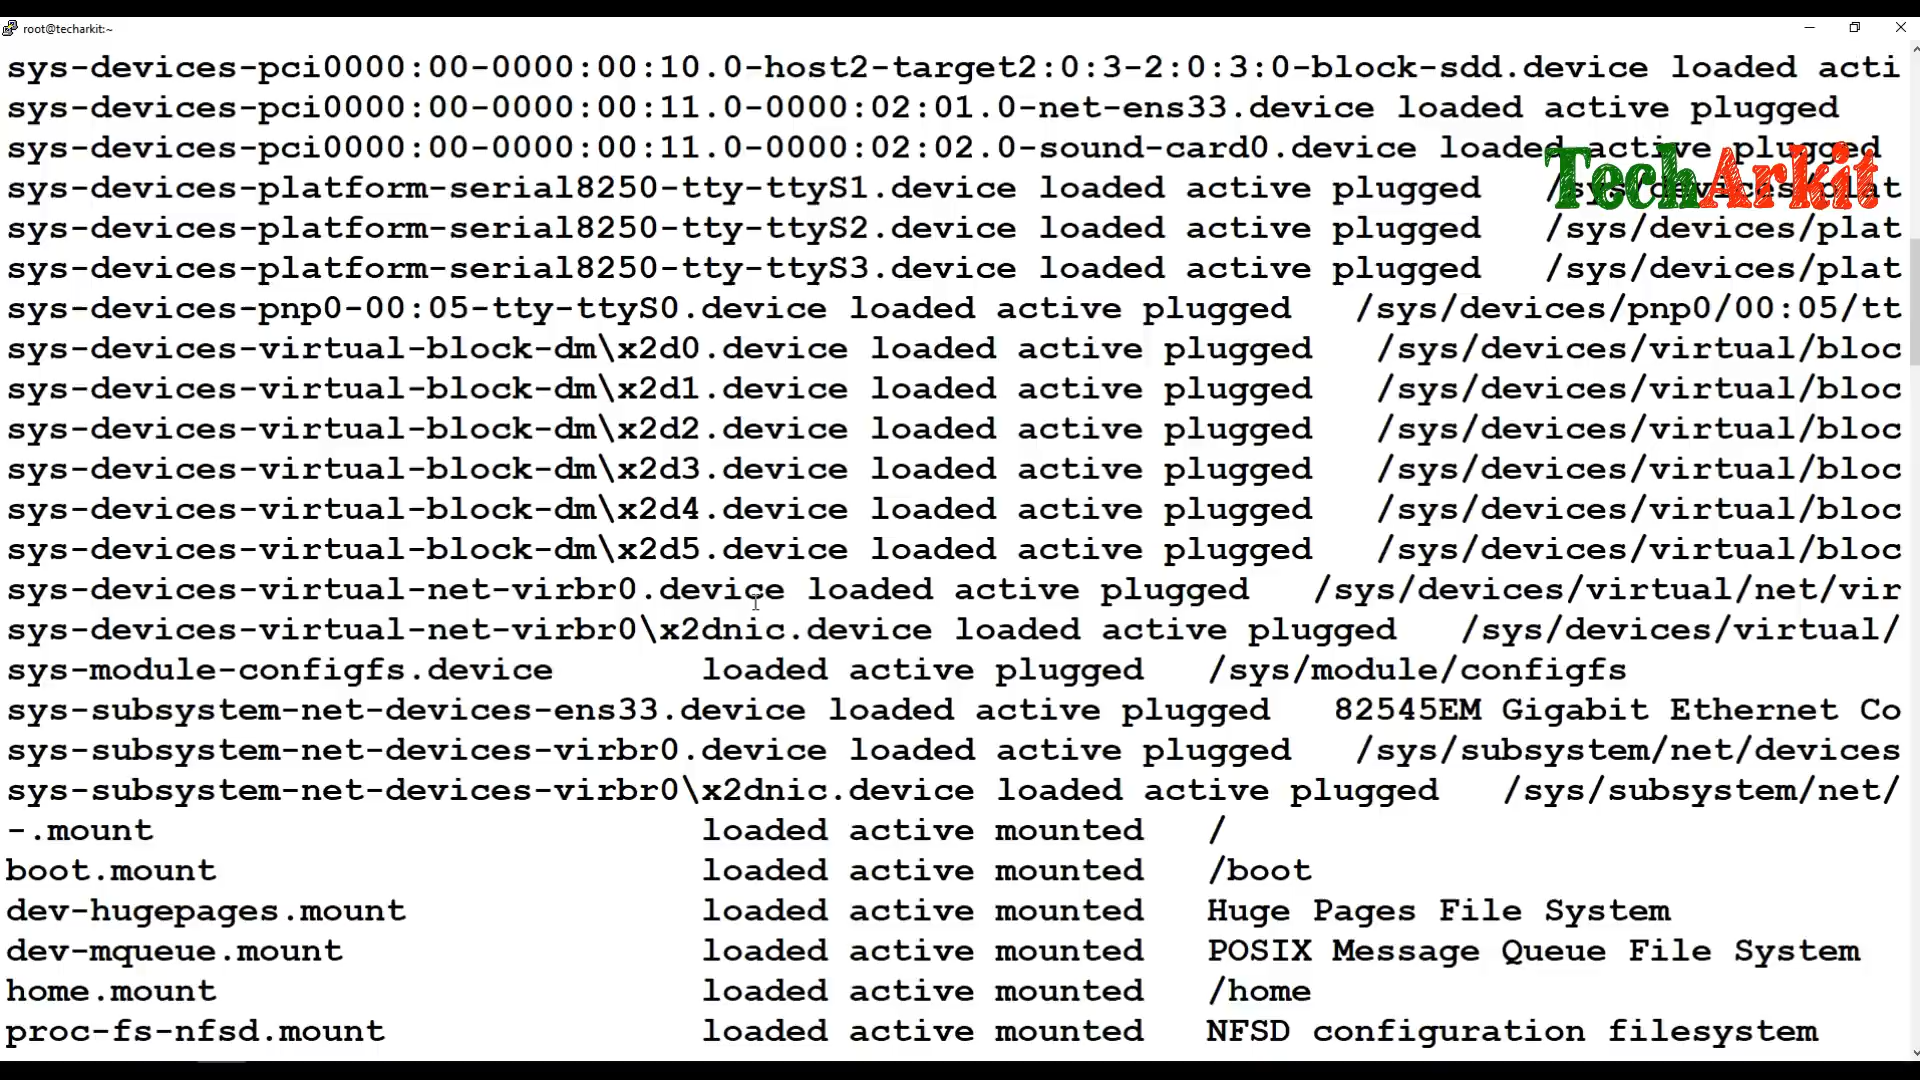 root@techarkit:~
sys-devices-pci0000:00-0000:00:10.0-host2-target2:0:3-2:0:3:0-block-sdd.device loaded acti
sys-devices-pci0000:00-0000:00:11.0-0000:02:01.0-net-ens33.device loaded active plugged
sys-devices-pci0000:00-0000:00:11.0-0000:02:02.0-sound-card0.device loaded active plugged
TechArkit
sys-devices-platform-serial8250-tty-ttyS1.device loaded active plugged   /sys/devices/plat
sys-devices-platform-serial8250-tty-ttyS2.device loaded active plugged   /sys/devices/plat
sys-devices-platform-serial8250-tty-ttyS3.device loaded active plugged   /sys/devices/plat
sys-devices-pnp0-00:05-tty-ttyS0.device loaded active plugged   /sys/devices/pnp0/00:05/tt
sys-devices-virtual-block-dm\x2d0.device loaded active plugged   /sys/devices/virtual/bloc
sys-devices-virtual-block-dm\x2d1.device loaded active plugged   /sys/devices/virtual/bloc
sys-devices-virtual-block-dm\x2d2.device loaded active plugged   /sys/devices/virtual/bloc
sys-devices-virtual-block-dm\x2d3.device loaded active plugged   /sys/devices/virtual/bloc
sys-devices-virtual-block-dm\x2d4.device loaded active plugged   /sys/devices/virtual/bloc
sys-devices-virtual-block-dm\x2d5.device loaded active plugged   /sys/devices/virtual/bloc
sys-devices-virtual-net-virbr0.device loaded active plugged   /sys/devices/virtual/net/vir
sys-devices-virtual-net-virbr0\x2dnic.device loaded active plugged   /sys/devices/virtual/
sys-module-configfs.device       loaded active plugged   /sys/module/configfs
sys-subsystem-net-devices-ens33.device loaded active plugged   82545EM Gigabit Ethernet Co
sys-subsystem-net-devices-virbr0.device loaded active plugged   /sys/subsystem/net/devices
sys-subsystem-net-devices-virbr0\x2dnic.device loaded active plugged   /sys/subsystem/net/
-.mount                          loaded active mounted   /
boot.mount                       loaded active mounted   /boot
dev-hugepages.mount              loaded active mounted   Huge Pages File System
dev-mqueue.mount                 loaded active mounted   POSIX Message Queue File System
home.mount                       loaded active mounted   /home
proc-fs-nfsd.mount               loaded active mounted   NFSD configuration filesystem